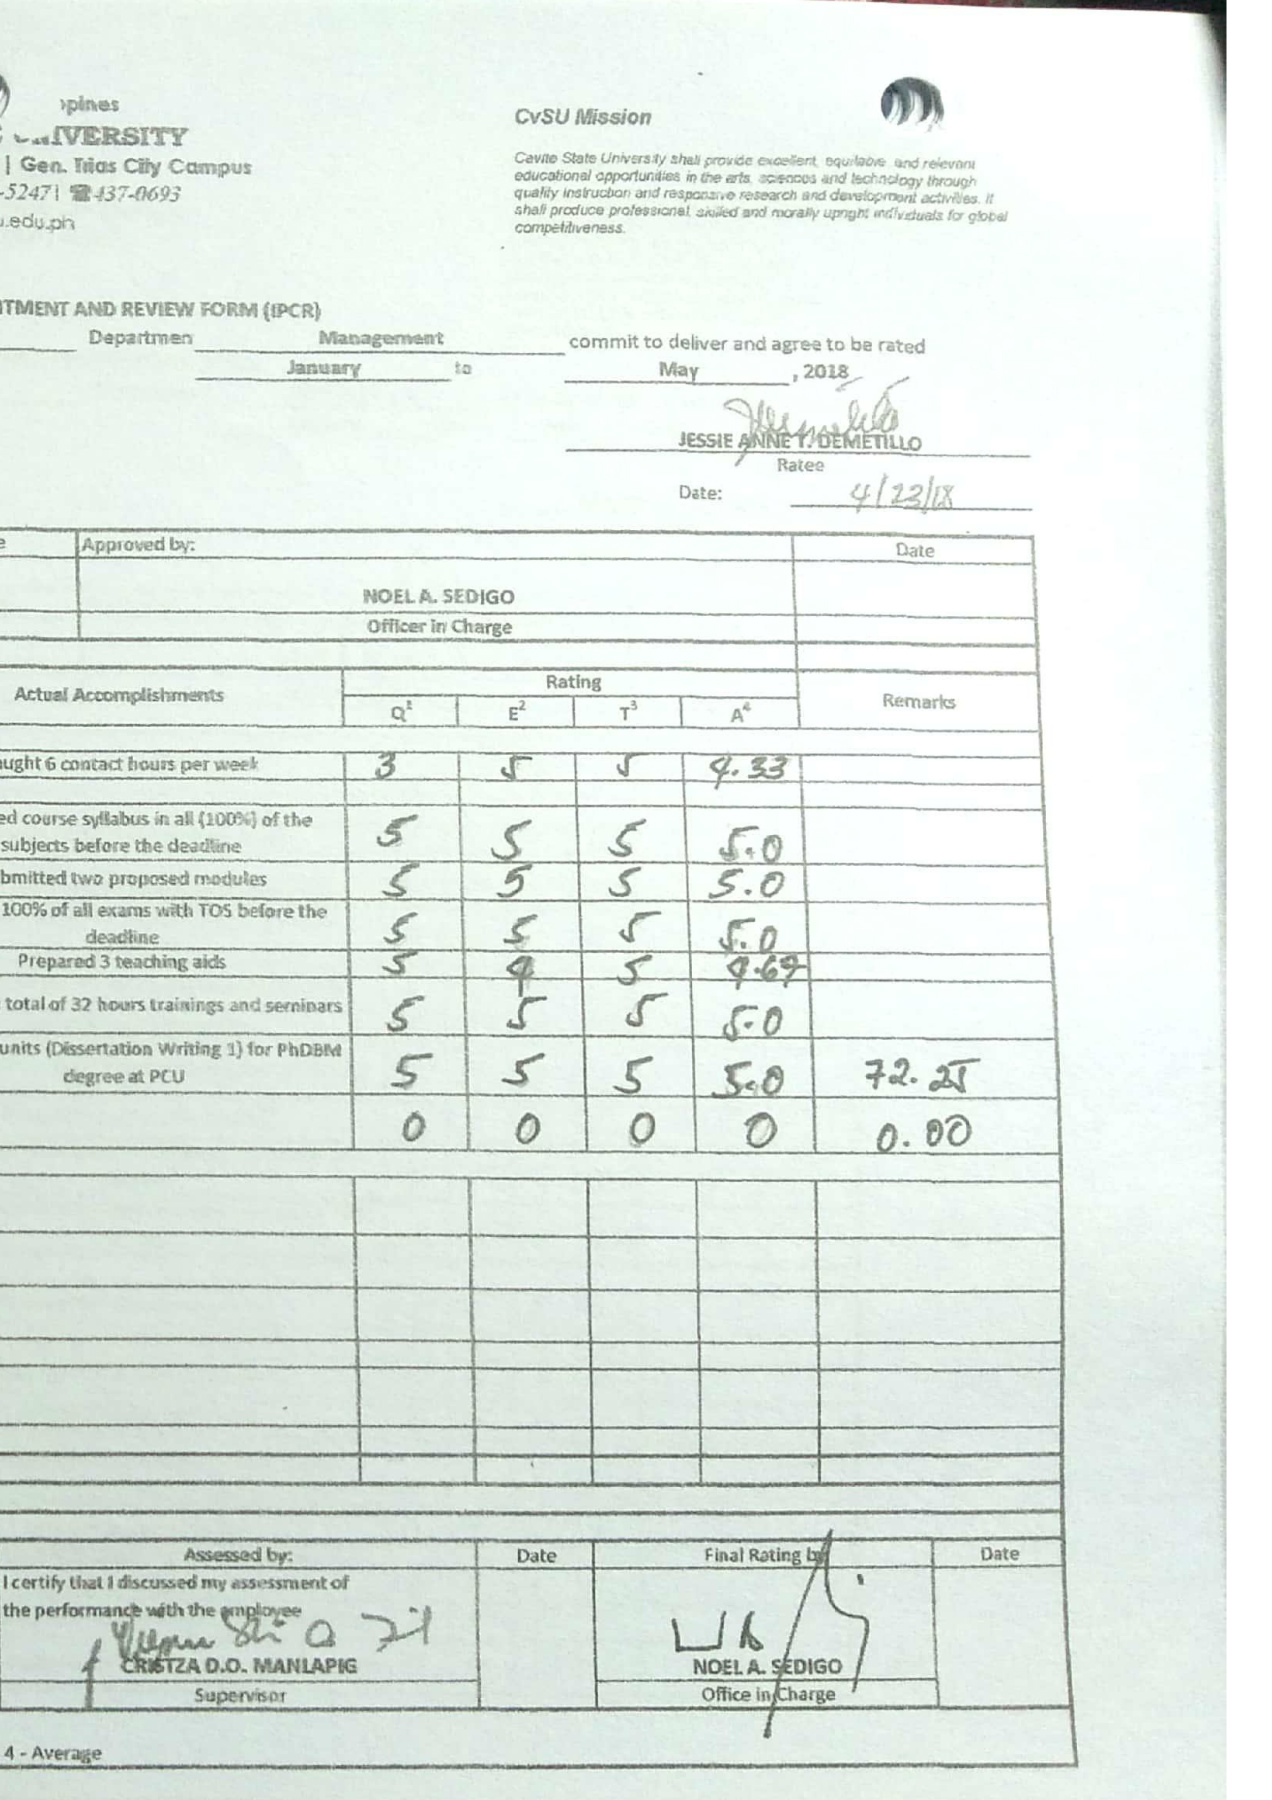 pines
IVERSITY
| Gen. Trias City Campus
-5247| ☎437-0693
.edu.ph
CvSU Mission
Cavite State University shall provide excellent, equitable and relevant
educational opportunities in the arts, sciences and technology through
quality instruction and responsive research and development activities. It
shall produce professional, skilled and morally upright individuals for global
competitiveness.
TMENT AND REVIEW FORM (IPCR)
Departmen Management commit to deliver and agree to be rated
January to May , 2018
JESSIE ANNE T. DEMETILLO
Ratee
Date: 4/23/18
e Approved by: Date
NOEL A. SEDIGO
Officer in Charge
Actual Accomplishments Rating Remarks
Q¹ E² T³ A⁴
ught 6 contact hours per week 3 5 5 4.33
ed course syllabus in all (100%) of the
subjects before the deadline 5 5 5 5.0
bmitted two proposed modules 5 5 5 5.0
100% of all exams with TOS before the
deadline 5 5 5 5.0
Prepared 3 teaching aids 5 4 5 4.67
total of 32 hours trainings and seminars 5 5 5 5.0
units (Dissertation Writing 1) for PhDBM
degree at PCU 5 5 5 5.0 72.25
0 0 0 0 0.00
Assessed by: Date Final Rating by Date
I certify that I discussed my assessment of
the performance with the employee
CRISTZA D.O. MANLAPIG NOEL A. SEDIGO
Supervisor Office in Charge
4 - Average